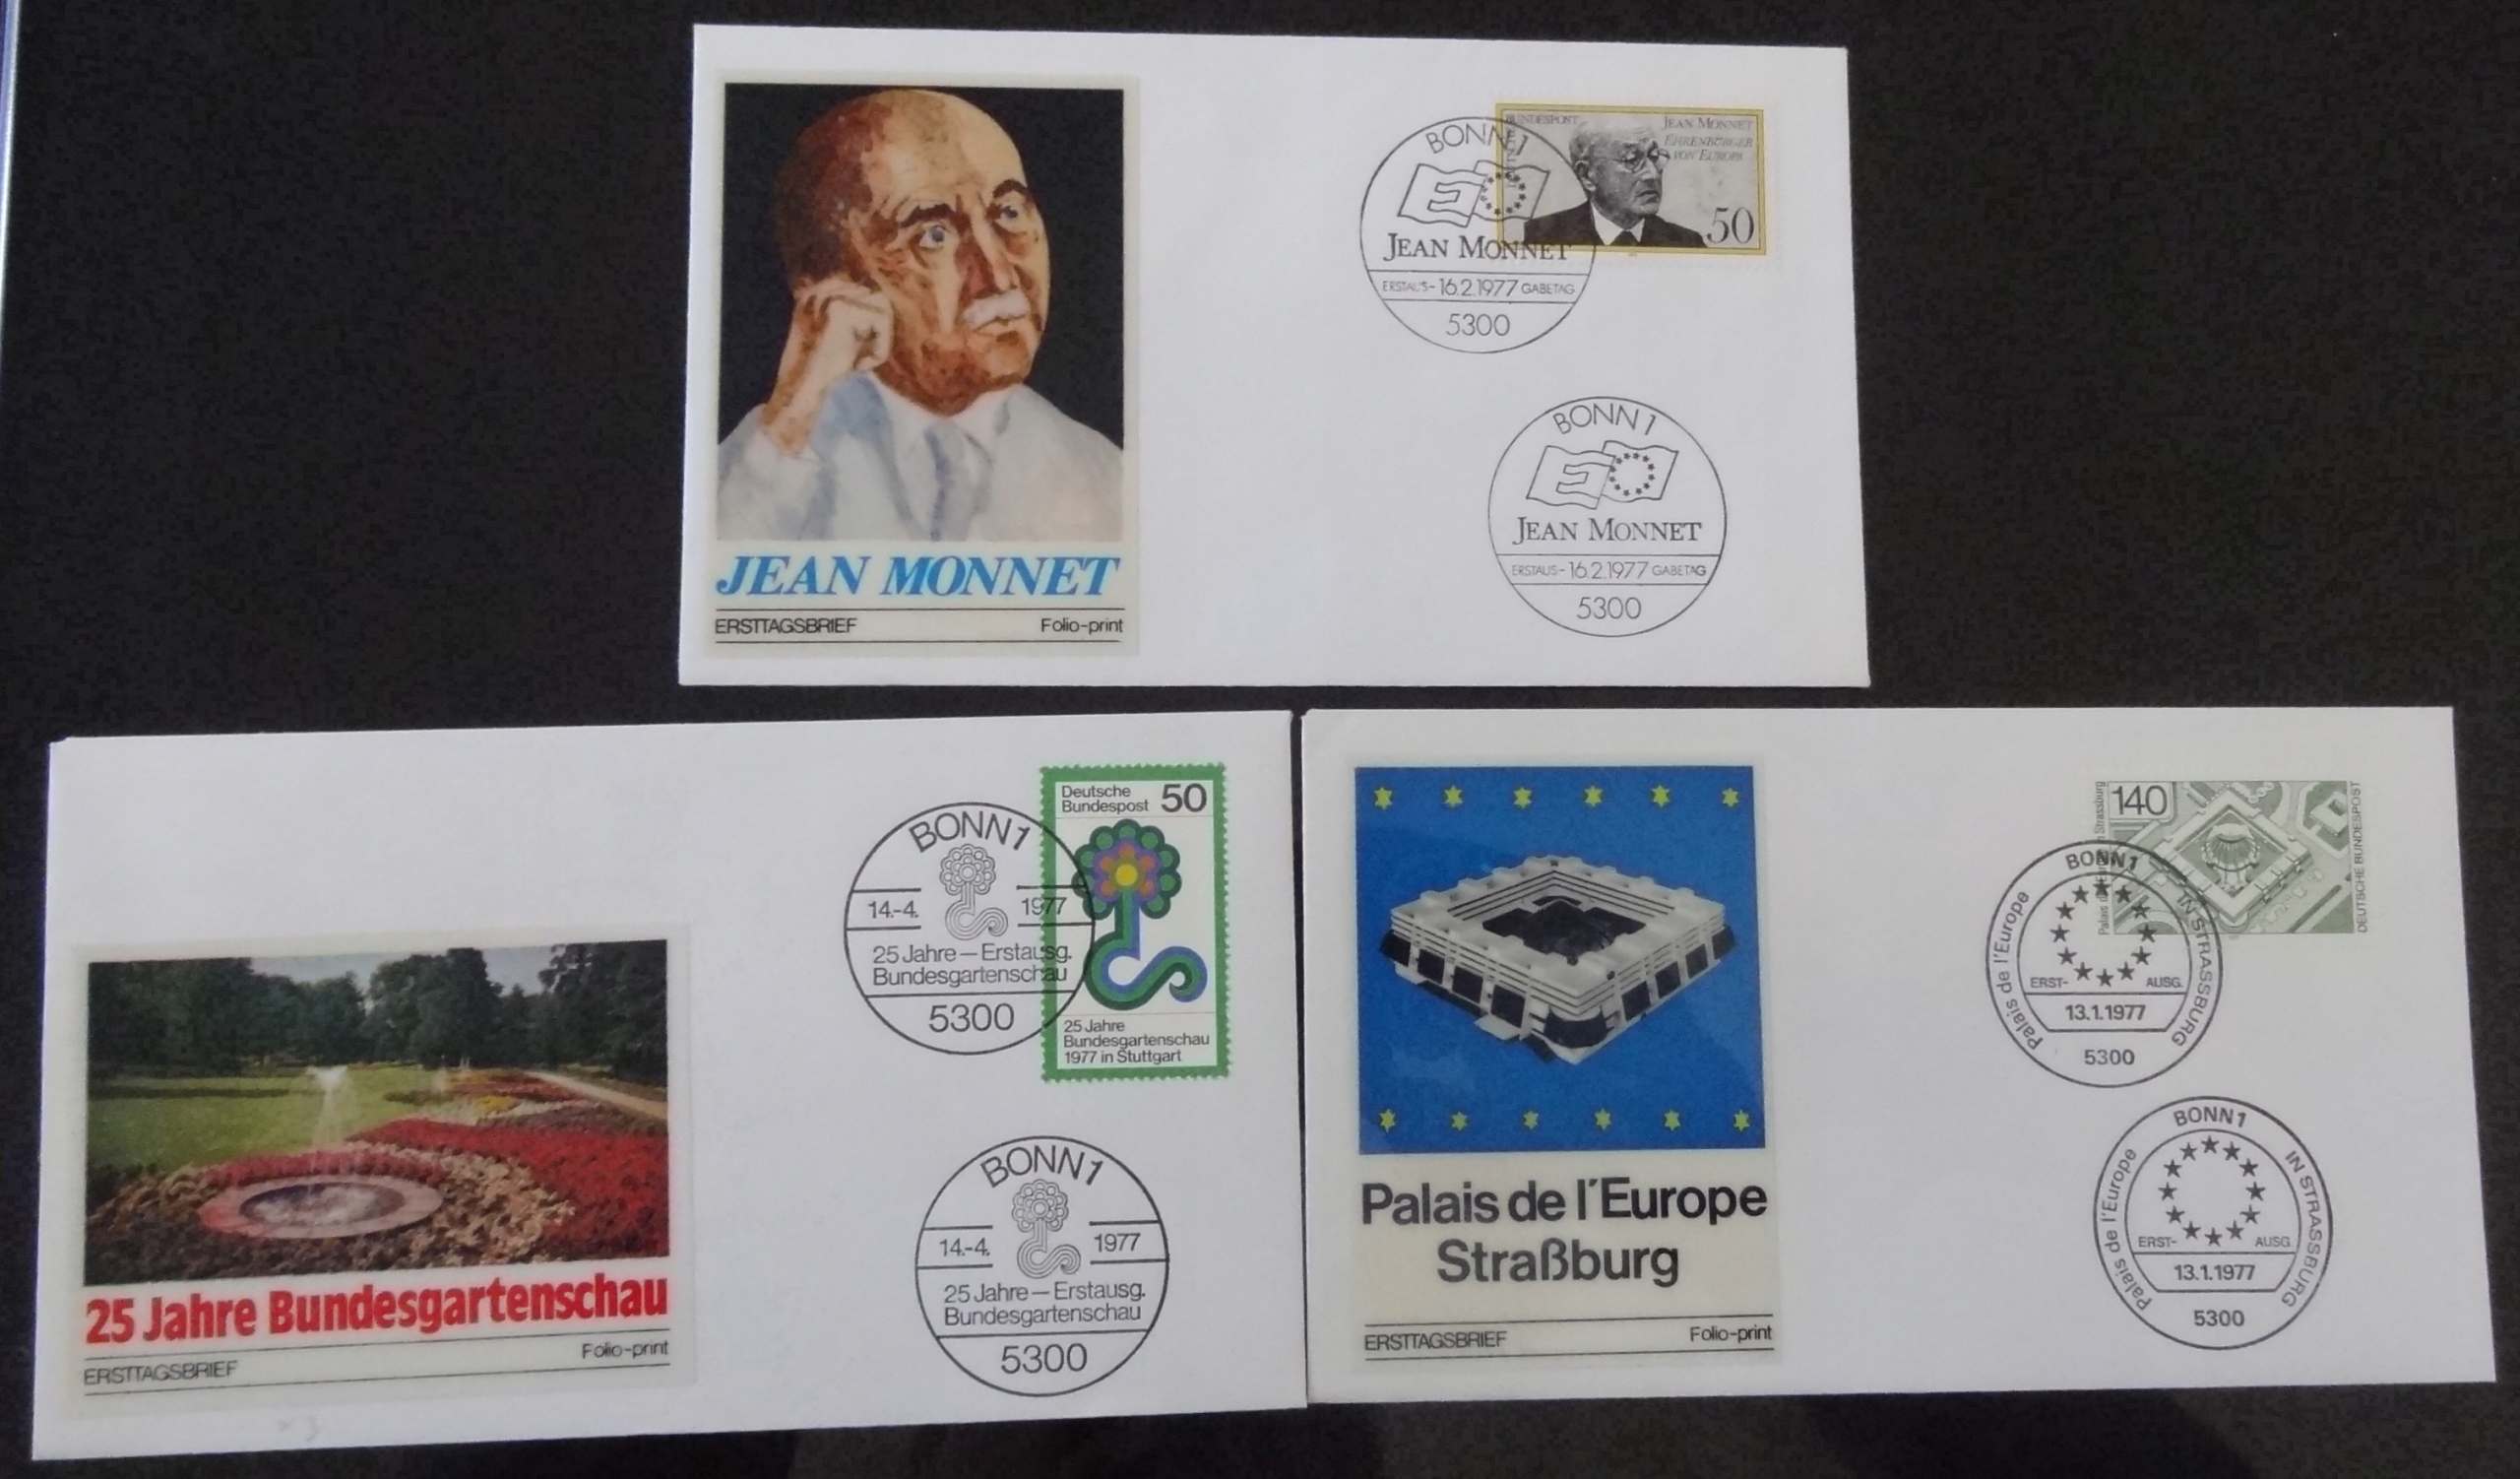 JEAN MONNET
ERSTTAGSBRIEF
Folio-print
BUNDESPOST
JEAN MONNET
EHRENBÜRGER
VON EUROPA
50
BONN 1
E
JEAN MONNET
ERSTAUS-16.2.1977 GABETAG
5300
BONN 1
E
JEAN MONNET
ERSTAUS-16.2.1977 GABETAG
5300
25 Jahre Bundesgartenschau
Folio-print
ERSTTAGSBRIEF
Deutsche
Bundespost 50
25 Jahre
Bundesgartenschau
1977 in Stuttgart
BONN 1
14.-4. 1977
25 Jahre — Erstausg.
Bundesgartenschau
5300
BONN 1
14.-4. 1977
25 Jahre — Erstausg.
Bundesgartenschau
5300
Palais de l'Europe
Straßburg
ERSTTAGSBRIEF
Folio-print
140
DEUTSCHE BUNDESPOST
BONN 1
Palais de l'Europe
IN STRASSBURG
ERST- AUSG.
13.1.1977
5300
BONN 1
Palais de l'Europe
IN STRASSBURG
ERST- AUSG.
13.1.1977
5300